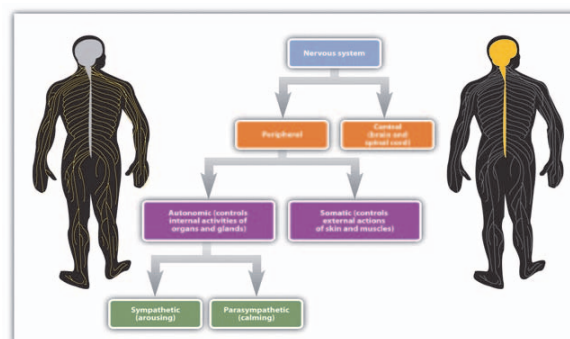 Nervous system
Peripheral
Central
(brain and
spinal cord)
Autonomic (controls
internal activities of
organs and glands)
Somatic (controls
external actions
of skin and muscles)
Sympathetic
(arousing)
Parasympathetic
(calming)